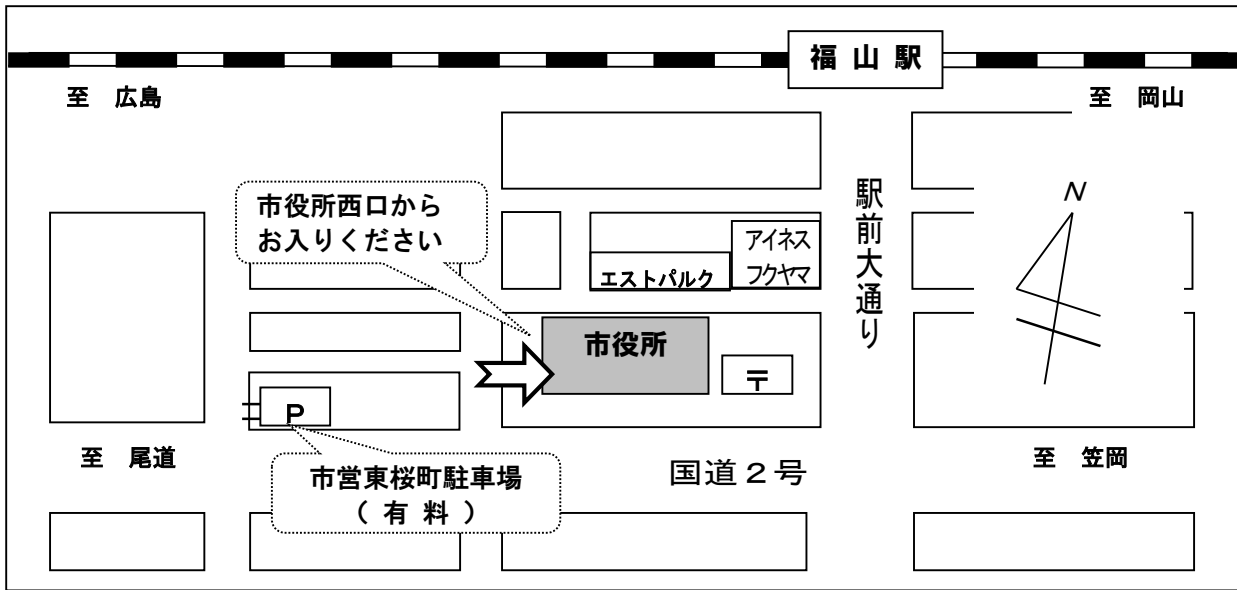 福山駅
至 広島
至 岡山
市役所西口から
お入りください
駅前大通り
N
アイネス
フクヤマ
エストパルク
市役所
〒
P
至 尾道
至 笠岡
市営東桜町駐車場
（有料）
国道２号